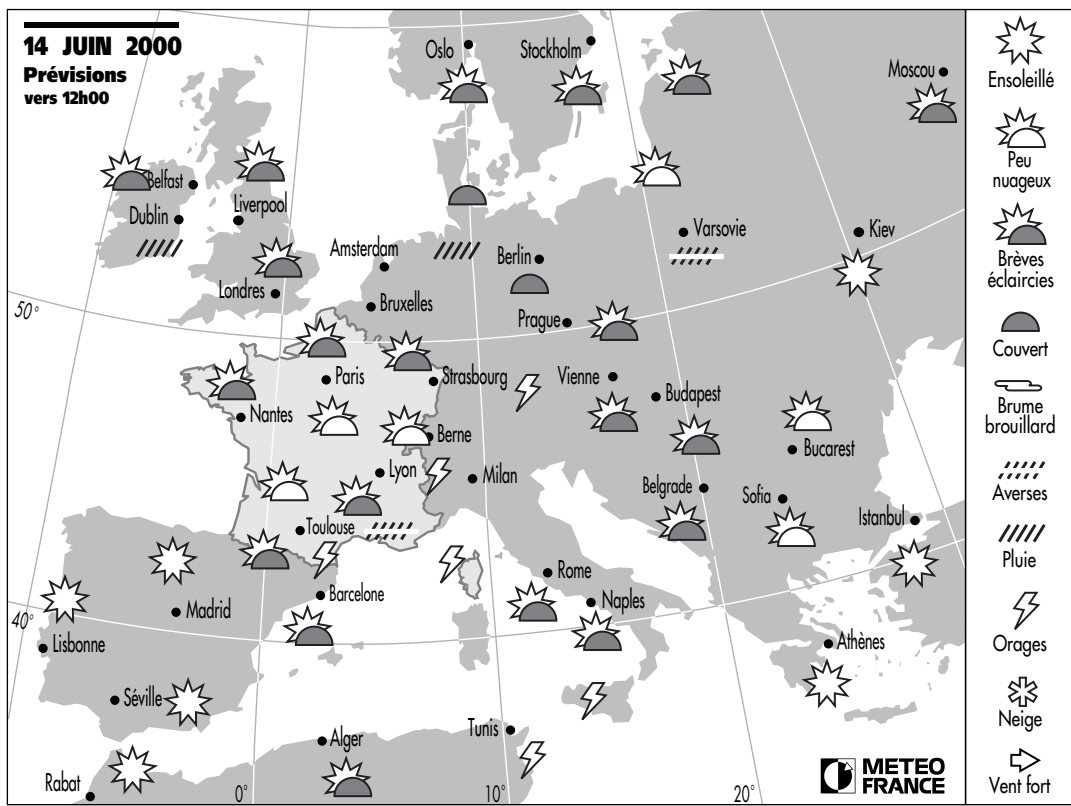 14 JUIN 2000
Prévisions
vers 12h00
Oslo
Stockholm
Moscou
Belfast
Dublin
Liverpool
Amsterdam
Berlin
Varsovie
Kiev
Londres
Bruxelles
50°
Prague
Paris
Strasbourg
Vienne
Budapest
Nantes
Berne
Bucarest
Lyon
Milan
Belgrade
Sofia
Istanbul
Toulouse
Rome
Barcelone
Madrid
Naples
40°
Lisbonne
Athènes
Séville
Alger
Tunis
Rabat
0°
10°
20°
METEO
FRANCE
Ensoleillé
Peu
nuageux
Brèves
éclaircies
Couvert
Brume
brouillard
Averses
Pluie
Orages
Neige
Vent fort